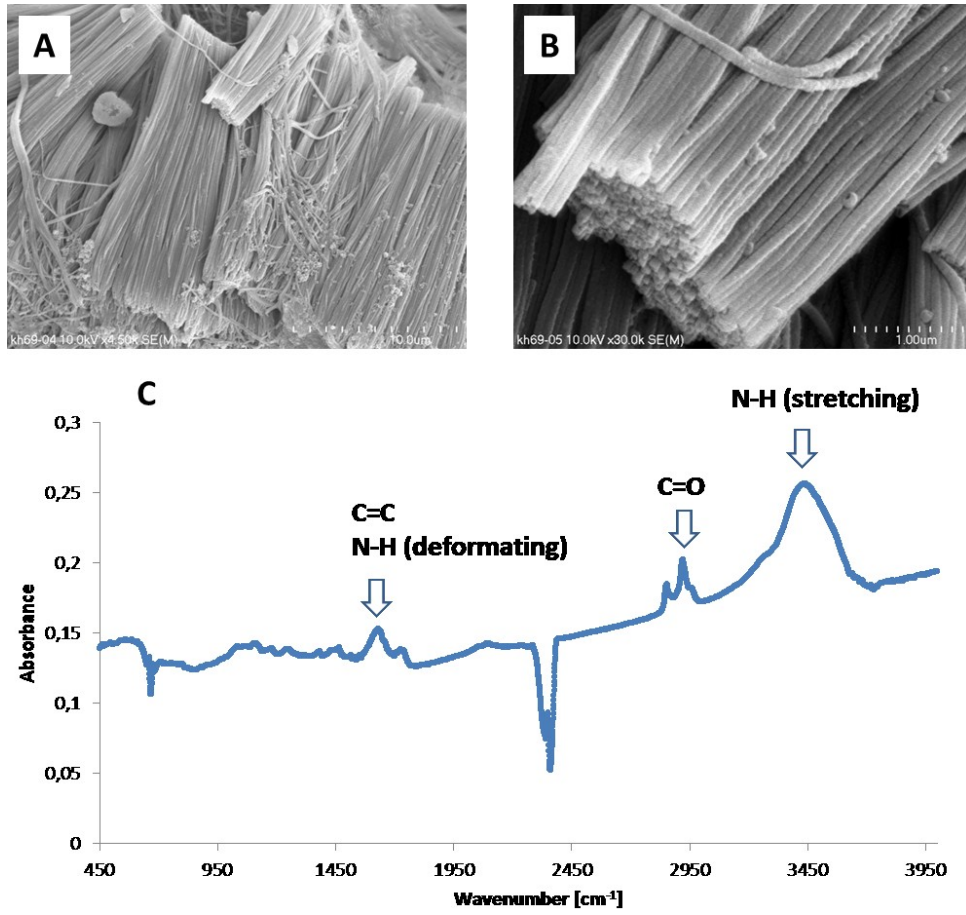 A
B
kh69-04 10.0kV x4.50k SE(M)
10.0um
kh69-05 10.0kV x30.0k SE(M)
1.00um
C
N-H (stretching)
C=O
C=C
N-H (deformating)
0,3
0,25
0,2
0,15
0,1
0,05
0
Absorbance
450
950
1450
1950
2450
2950
3450
3950
Wavenumber [cm⁻¹]